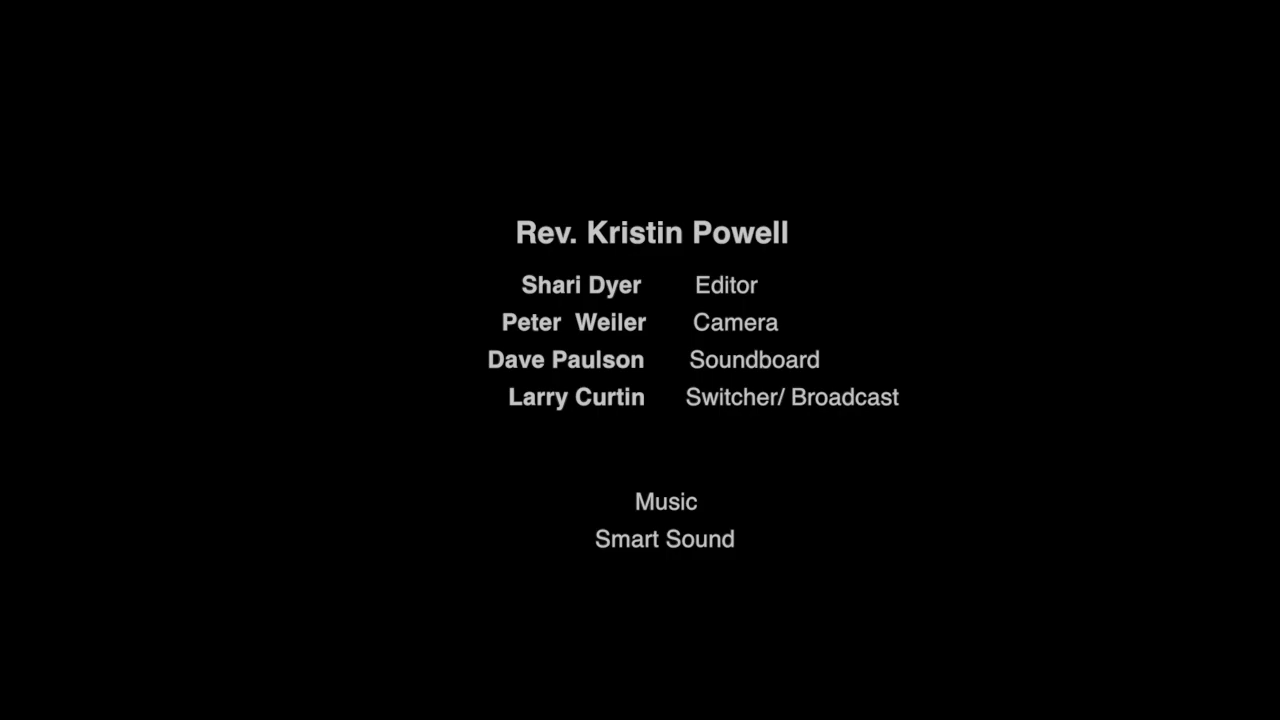 Rev. Kristin Powell
Shari Dyer Editor
Peter Weiler Camera
Dave Paulson Soundboard
Larry Curtin Switcher/ Broadcast
Music
Smart Sound